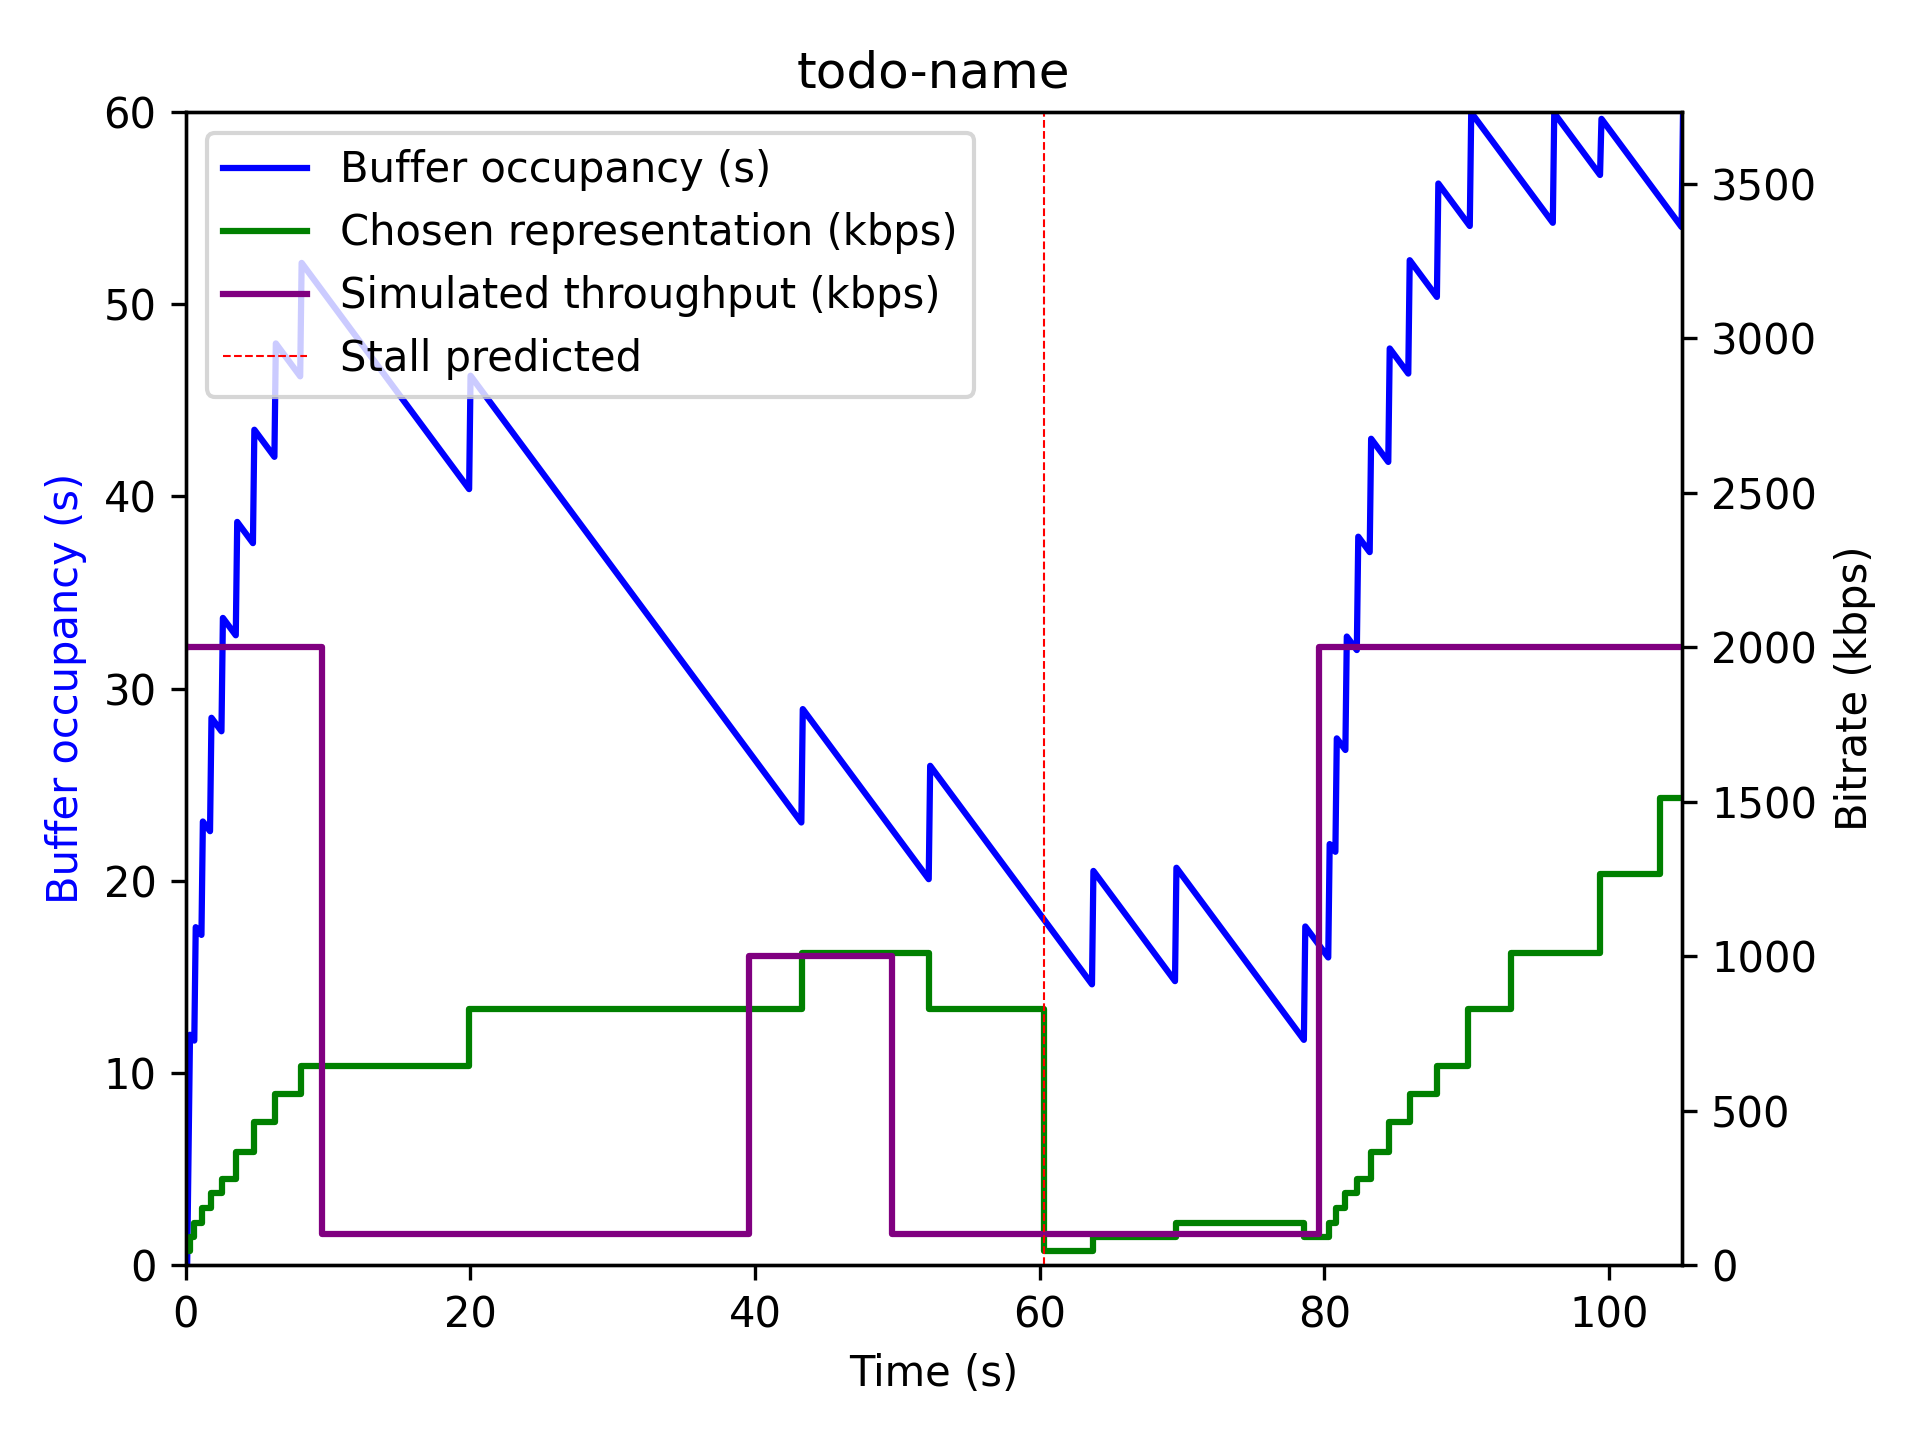 todo-name
Buffer occupancy (s)
Chosen representation (kbps)
Simulated throughput (kbps)
Stall predicted
60
50
40
30
20
10
0
Buffer occupancy (s)
3500
3000
2500
2000
1500
1000
500
0
Bitrate (kbps)
0 20 40 60 80 100
Time (s)